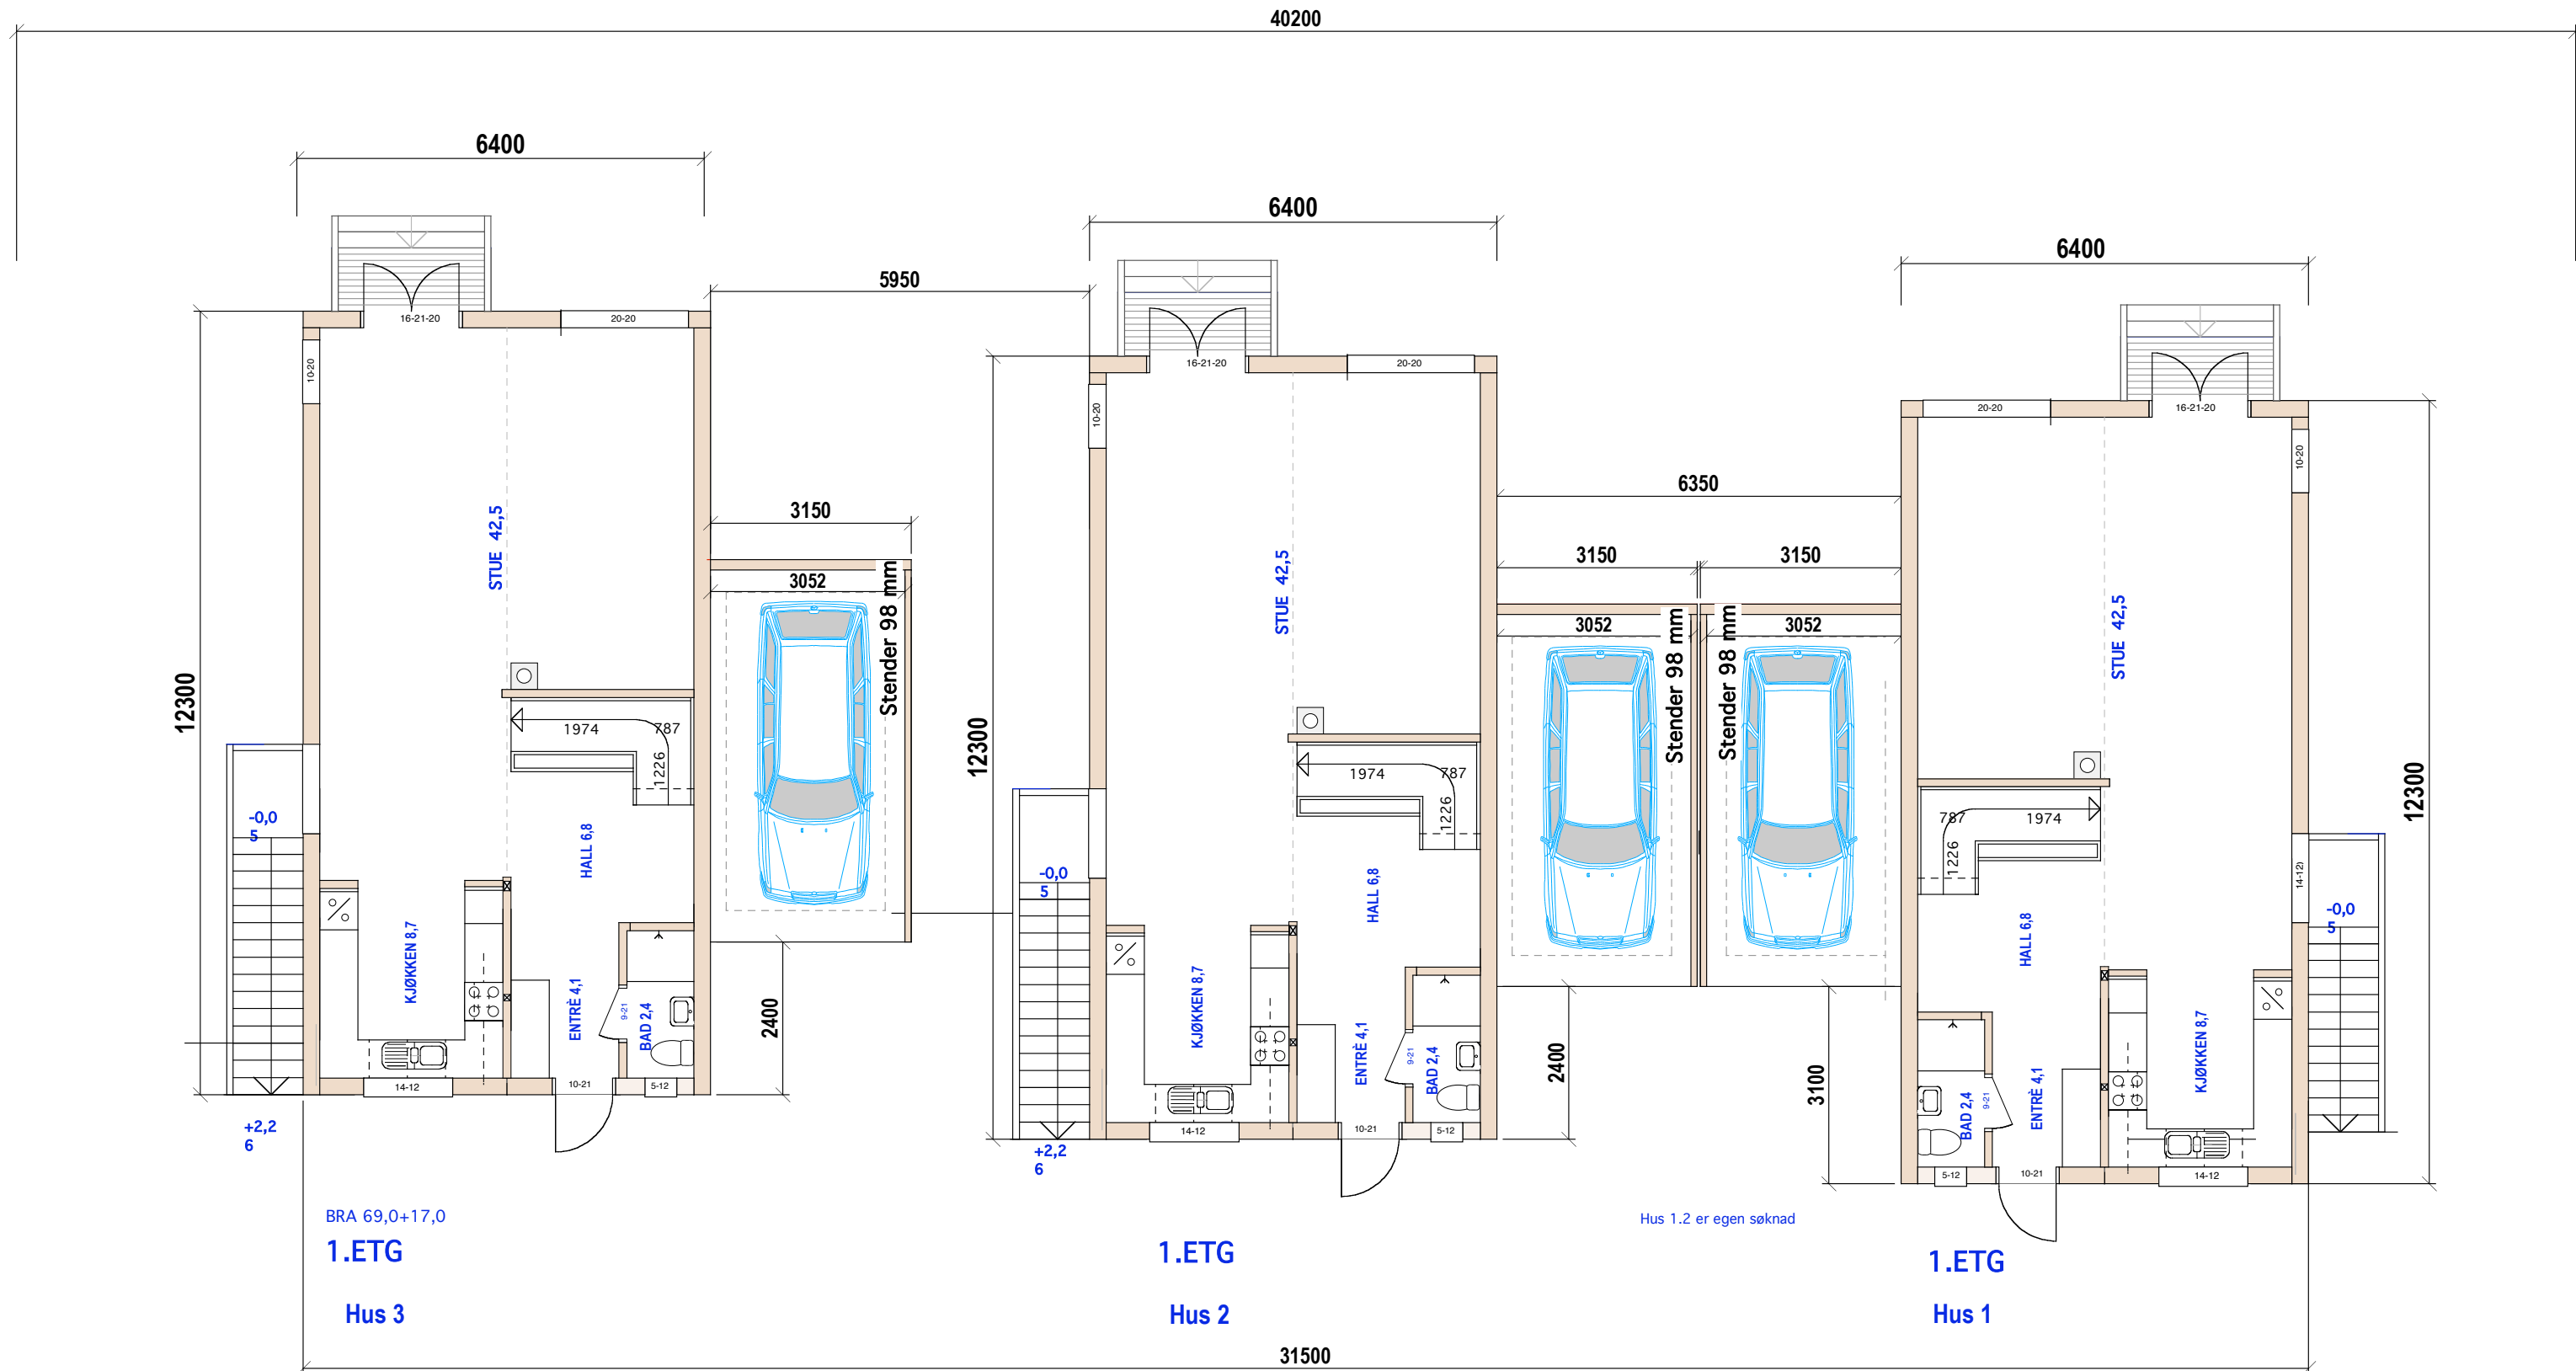 40200
6400
6400
6400
5950
16-21-20
20-20
10-20
12300
STUE 42,5
3150
3052
Stender 98 mm
1974
787
1226
-0,0
5
HALL 6,8
KJØKKEN 8,7
ENTRÈ 4,1
9-21
BAD 2,4
2400
14-12
10-21
5-12
+2,2
6
BRA 69,0+17,0
1.ETG
Hus 3
16-21-20
20-20
10-20
12300
STUE 42,5
6350
3150
3150
3052
3052
Stender 98 mm
Stender 98 mm
1974
787
1226
-0,0
5
HALL 6,8
KJØKKEN 8,7
ENTRÈ 4,1
9-21
BAD 2,4
2400
14-12
10-21
5-12
+2,2
6
1.ETG
Hus 2
20-20
16-21-20
10-20
12300
STUE 42,5
787
1974
1226
14-12)
-0,0
5
HALL 6,8
3100
BAD 2,4
9-21
ENTRÈ 4,1
KJØKKEN 8,7
5-12
10-21
14-12
Hus 1.2 er egen søknad
1.ETG
Hus 1
31500